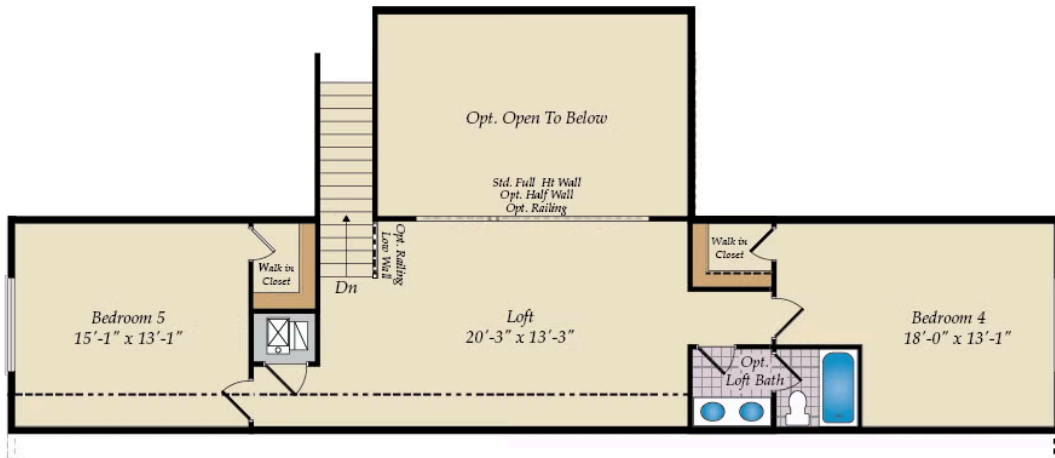 Opt. Open To Below
Std. Full Ht Wall
Opt. Half Wall
Opt. Railing
Walk in
Closet
Opt. Railing
Low Wall
Dn
Walk in
Closet
Bedroom 5
15'-1" x 13'-1"
Loft
20'-3" x 13'-3"
Bedroom 4
18'-0" x 13'-1"
Opt.
Loft Bath